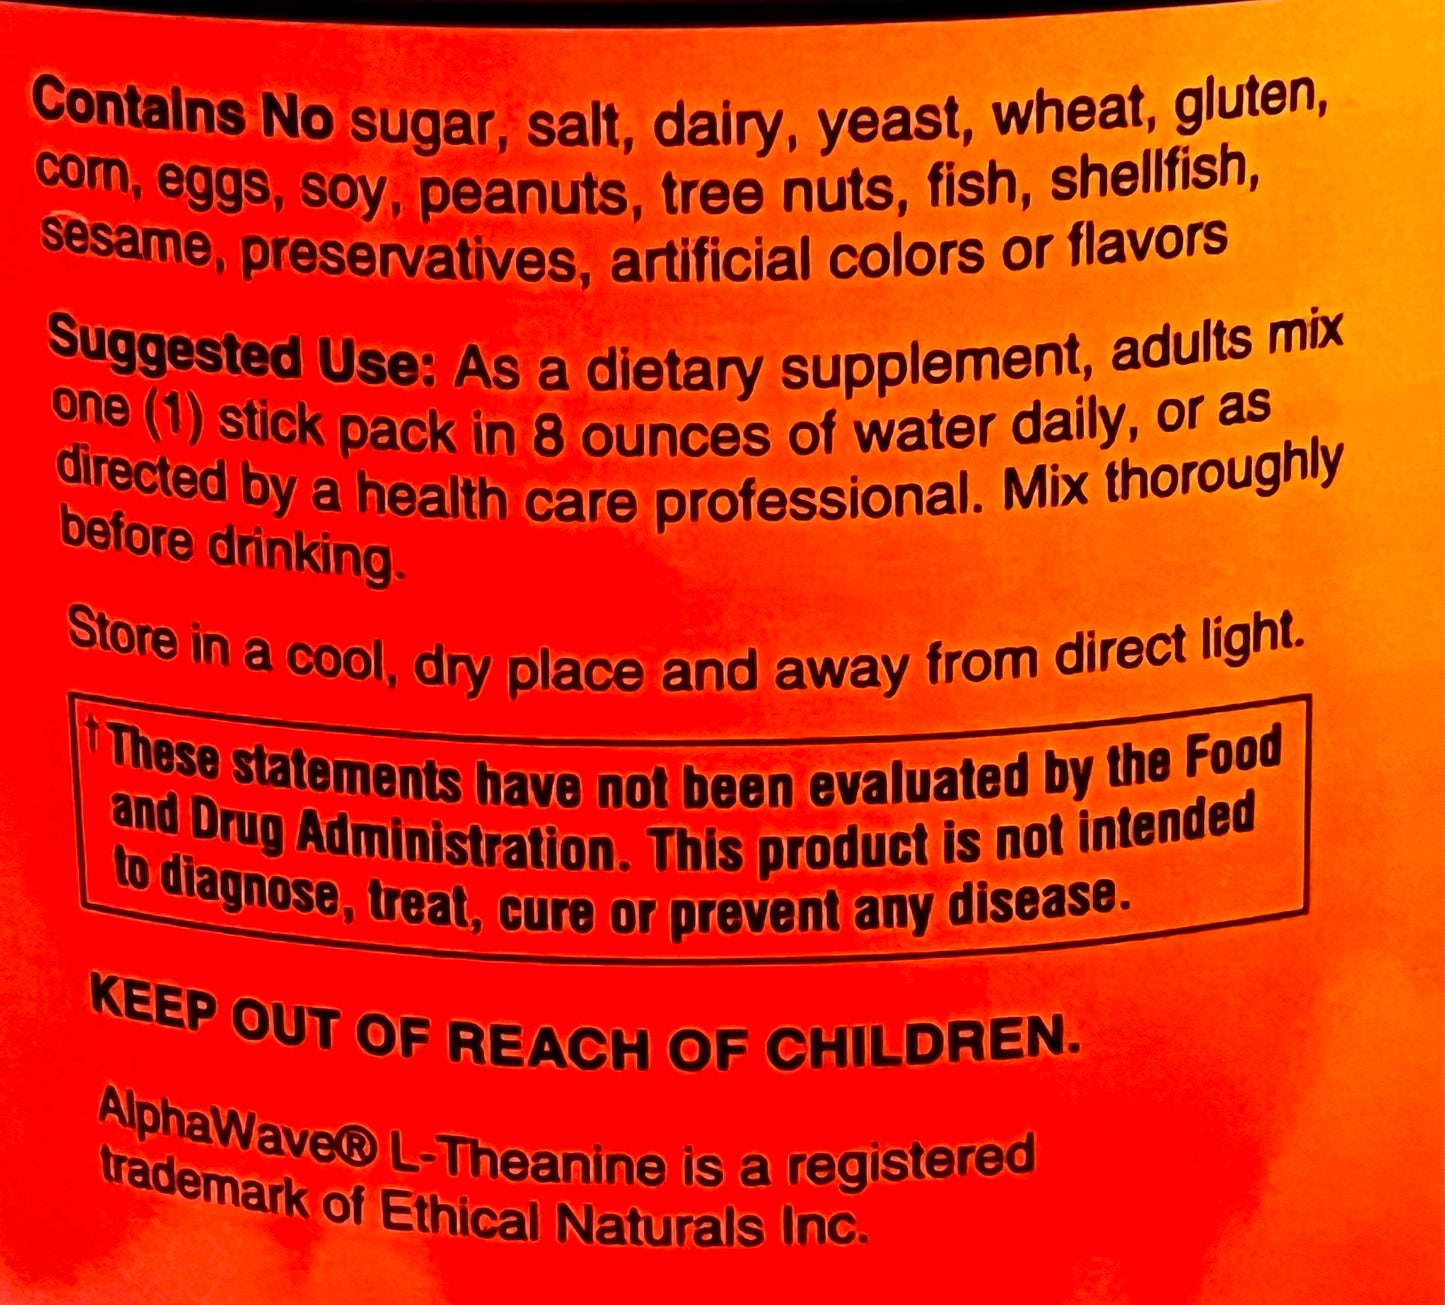 Contains No sugar, salt, dairy, yeast, wheat, gluten,
corn, eggs, soy, peanuts, tree nuts, fish, shellfish,
sesame, preservatives, artificial colors or flavors
Suggested Use: As a dietary supplement, adults mix
one (1) stick pack in 8 ounces of water daily, or as
directed by a health care professional. Mix thoroughly
before drinking.
Store in a cool, dry place and away from direct light.
†These statements have not been evaluated by the Food
and Drug Administration. This product is not intended
to diagnose, treat, cure or prevent any disease.
KEEP OUT OF REACH OF CHILDREN.
AlphaWave® L-Theanine is a registered
trademark of Ethical Naturals Inc.